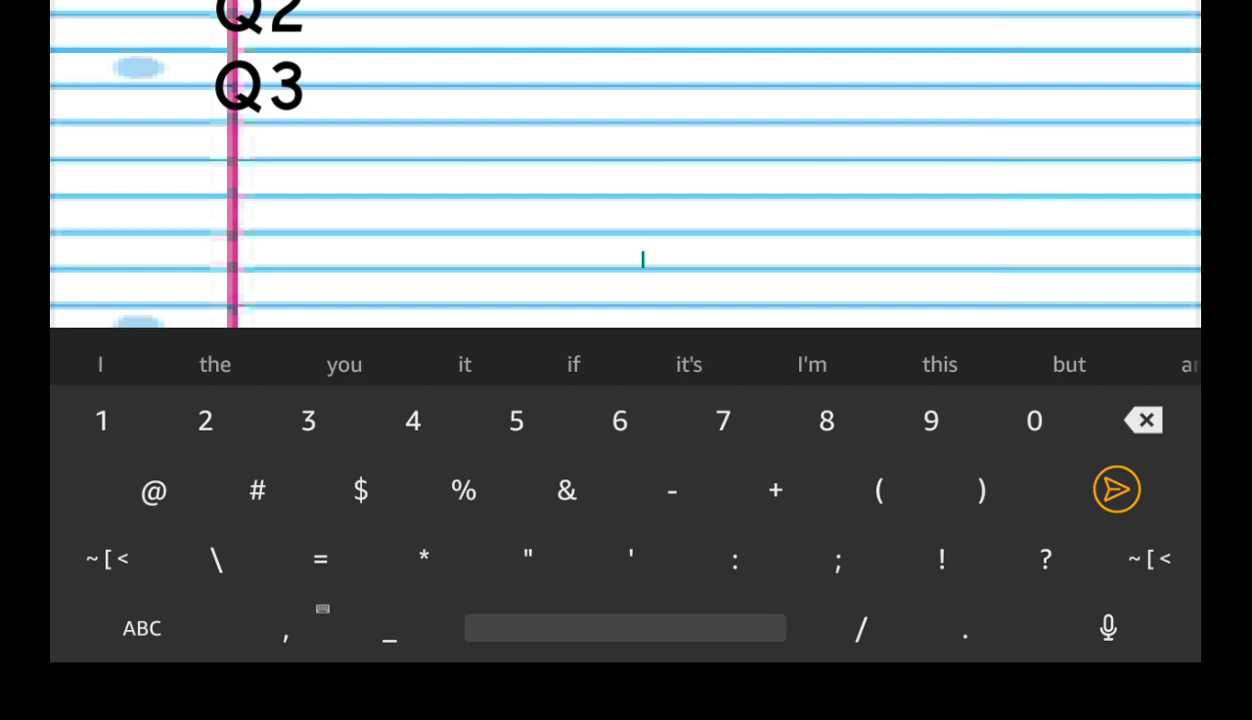 Q2
Q3
I the you it if it's I'm this but
1 2 3 4 5 6 7 8 9 0
@ # $ % & - + ( )
~[< \ = * " ' : ; ! ? ~[<
ABC , _ / .